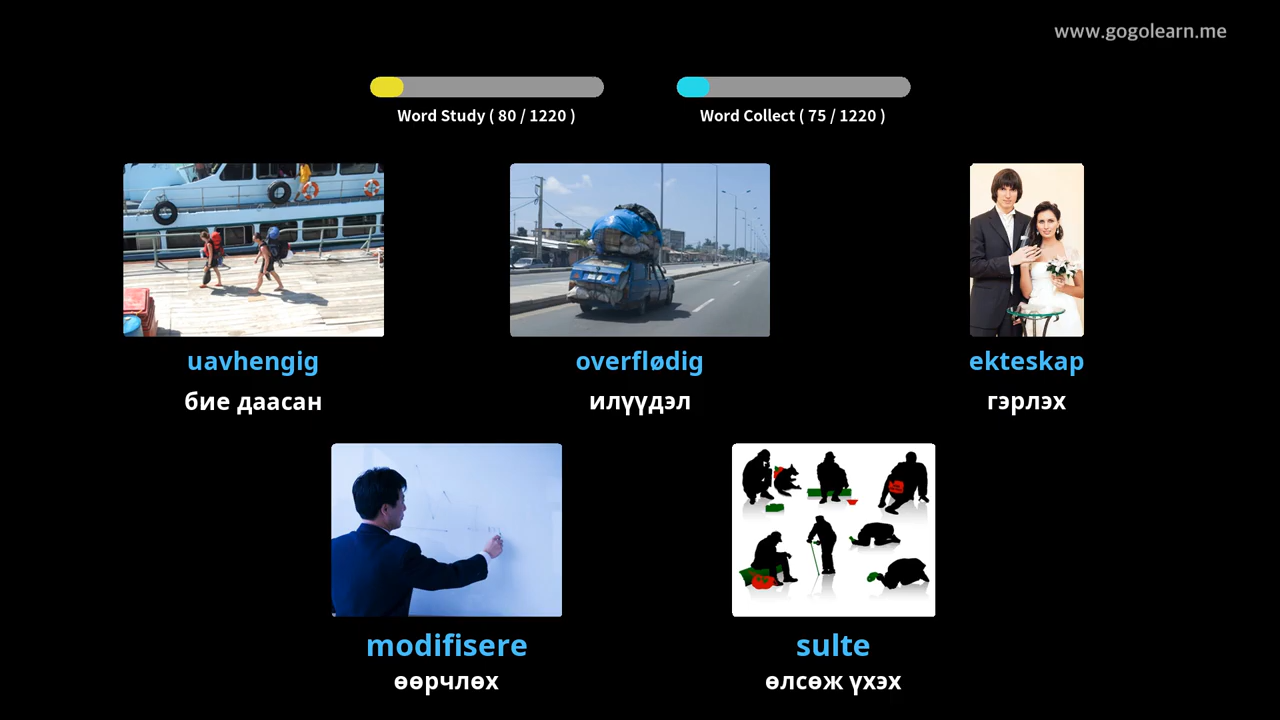 www.gogolearn.me
Word Study ( 80 / 1220 )
Word Collect ( 75 / 1220 )
uavhengig
бие даасан
overflødig
илүүдэл
ekteskap
гэрлэх
modifisere
өөрчлөх
sulte
өлсөж үхэх